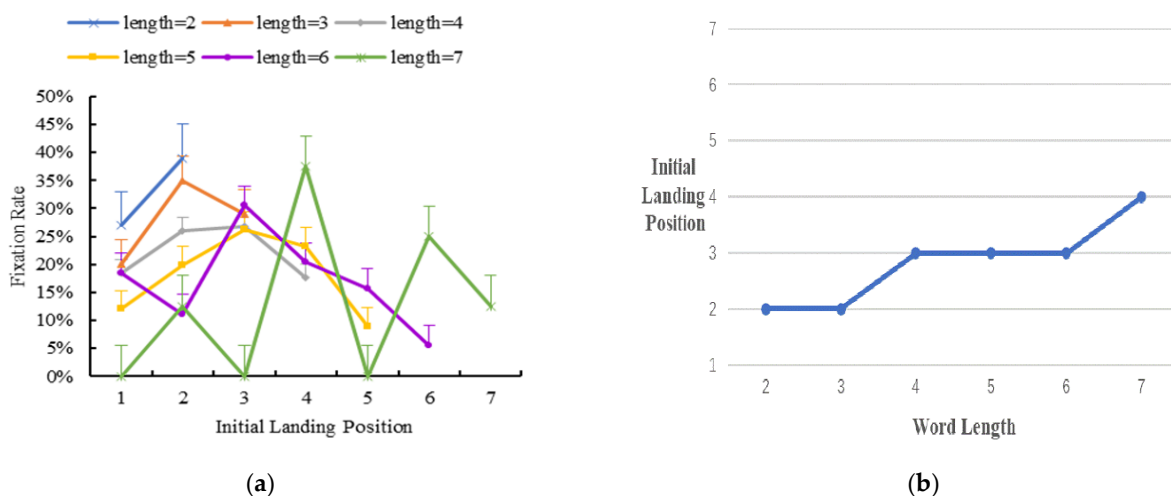 length=2 length=3 length=4
length=5 length=6 length=7
50%
45%
40%
35%
30%
25%
20%
15%
10%
5%
0%
Fixation Rate
1 2 3 4 5 6 7
Initial Landing Position
(a)
7
6
5
4
3
2
1
Initial
Landing
Position
2 3 4 5 6 7
Word Length
(b)